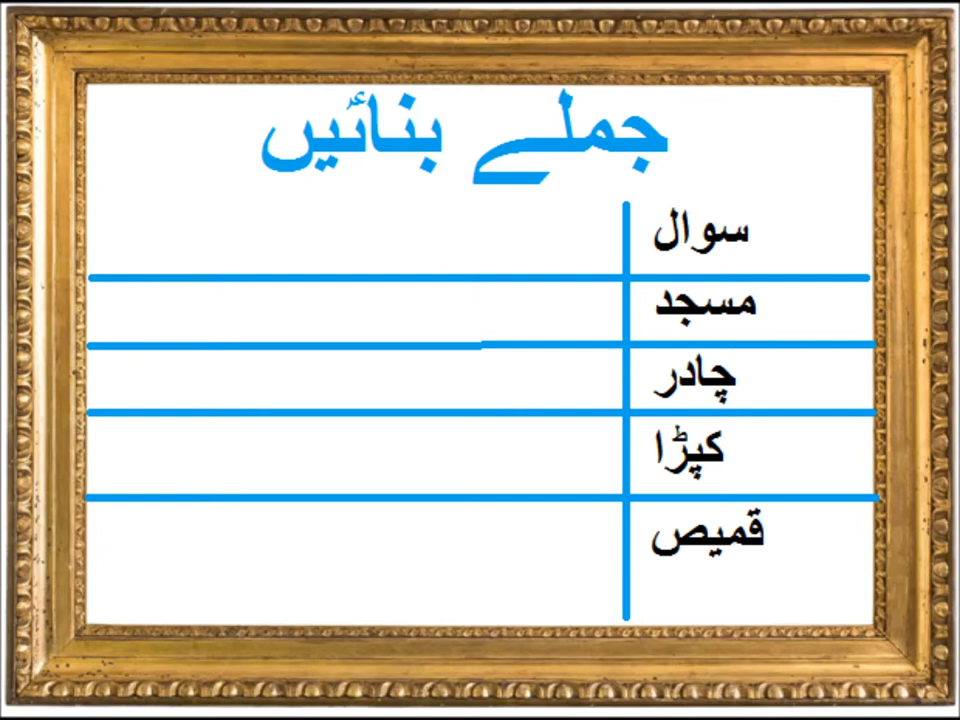 جملے بنائیں
سوال
مسجد
چادر
کپڑا
قمیص